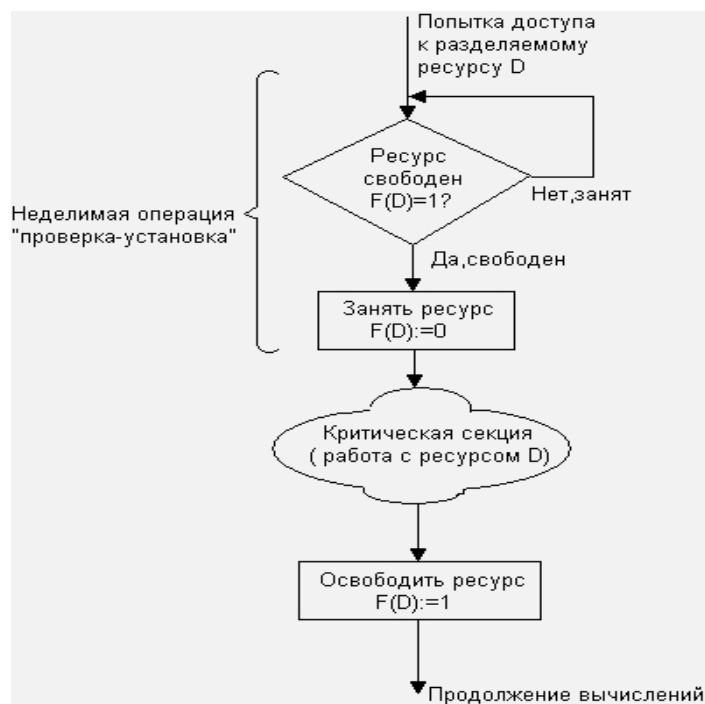 Попытка доступа
к разделяемому
ресурсу D
Ресурс
свободен
F(D)=1?
Нет,занят
Неделимая операция
"проверка-установка"
Да,свободен
Занять ресурс
F(D):=0
Критическая секция
( работа с ресурсом D)
Освободить ресурс
F(D):=1
Продолжение вычислений